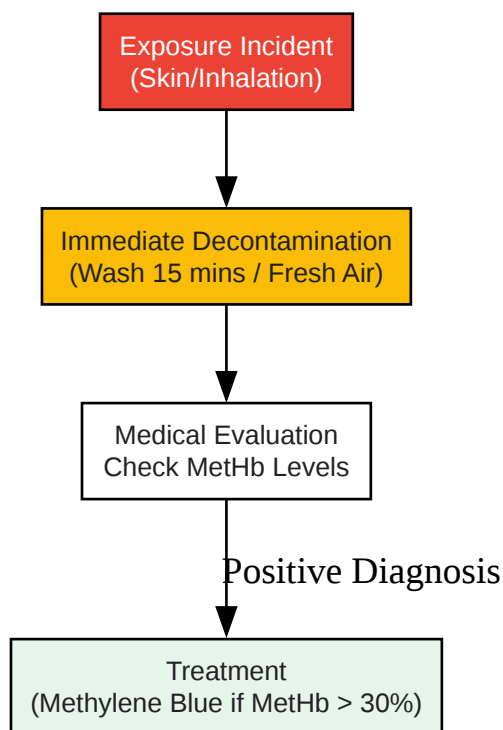 Exposure Incident
(Skin/Inhalation)
Immediate Decontamination
(Wash 15 mins / Fresh Air)
Medical Evaluation
Check MetHb Levels
Positive Diagnosis
Treatment
(Methylene Blue if MetHb > 30%)